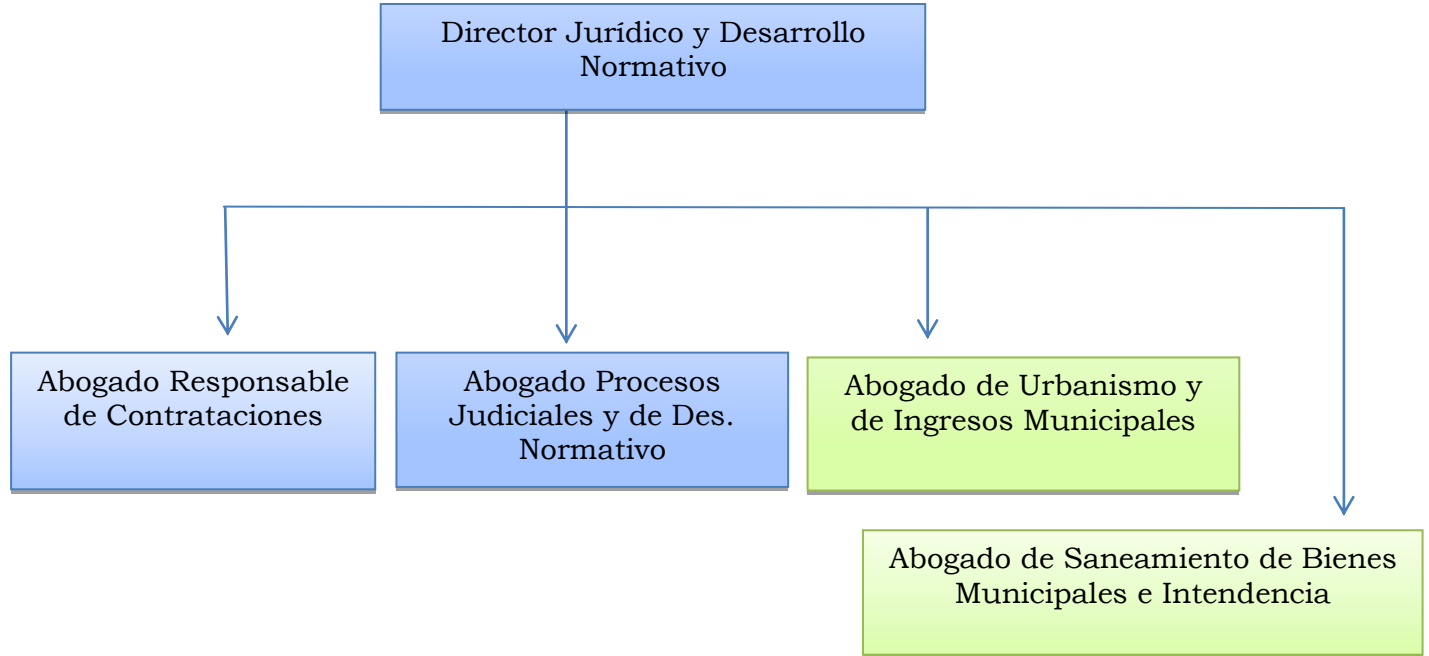 Director Jurídico y Desarrollo
Normativo
Abogado Responsable
de Contrataciones
Abogado Procesos
Judiciales y de Des.
Normativo
Abogado de Urbanismo y
de Ingresos Municipales
Abogado de Saneamiento de Bienes
Municipales e Intendencia